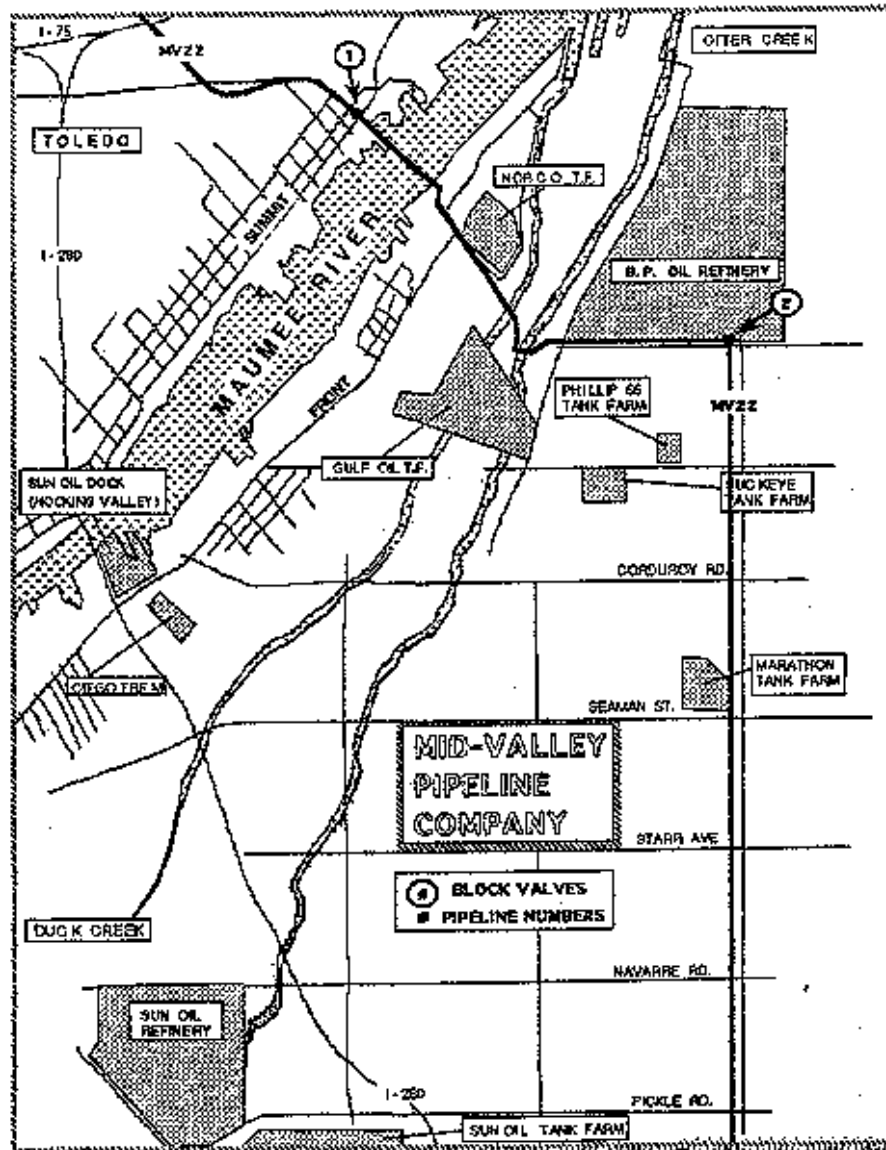 I-75
MV22
1
OTTER CREEK
TOLEDO
NORCO T.F.
SUMMIT
I-280
MAUMEE RIVER
B.P. OIL REFINERY
2
FRONT
PHILLIP 66
TANK FARM
MV22
GULF OIL T.F.
SUN OIL DOCK
(HOCKING VALLEY)
BUCKEYE
TANK FARM
CORDUROY RD.
MARATHON
TANK FARM
SEAMAN ST.
MID-VALLEY
PIPELINE
COMPANY
STARR AVE
# BLOCK VALVES
# PIPELINE NUMBERS
DUCK CREEK
NAVARRE RD.
SUN OIL
REFINERY
I-280
PICKLE RD.
SUN OIL TANK FARM